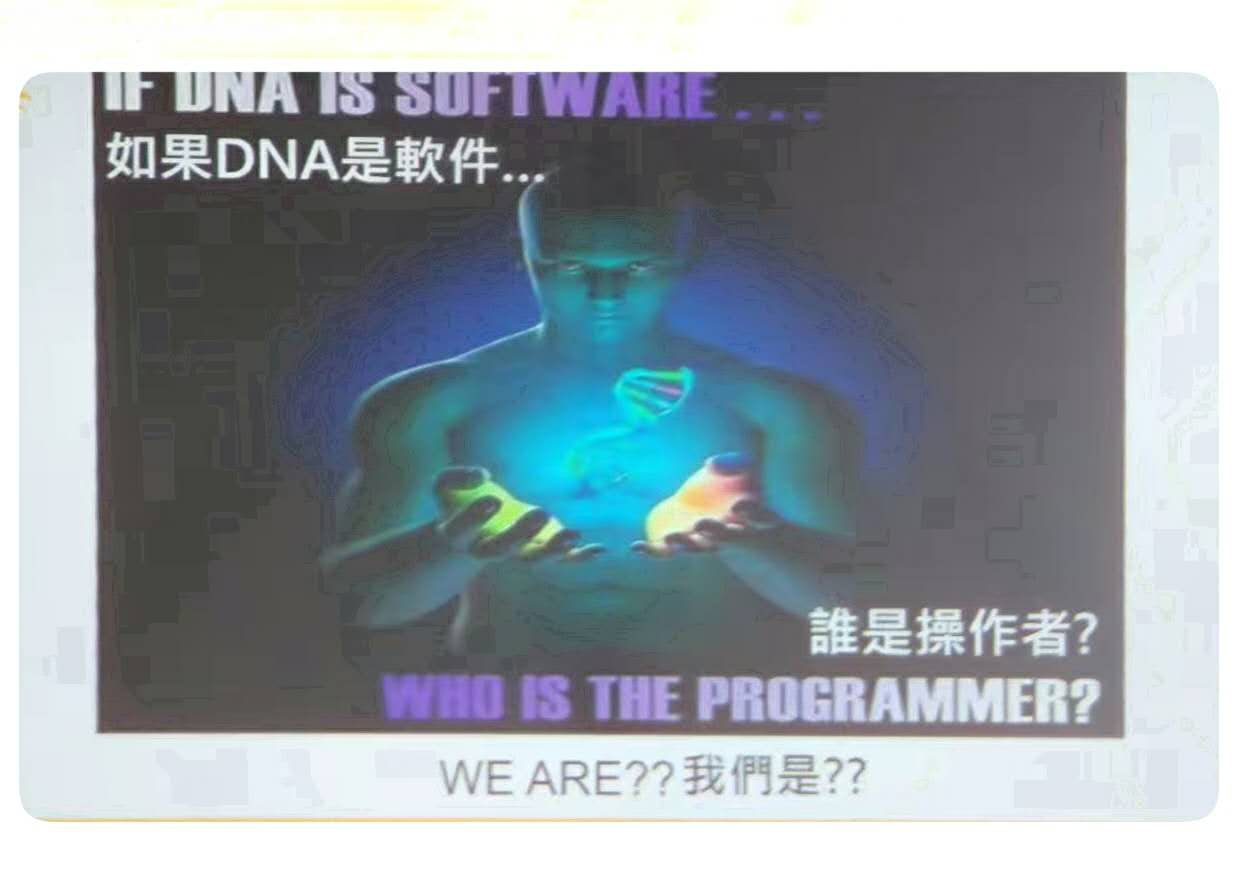 IF DNA IS SOFTWARE . . .
如果DNA是軟件...
誰是操作者?
WHO IS THE PROGRAMMER?
WE ARE?? 我們是??